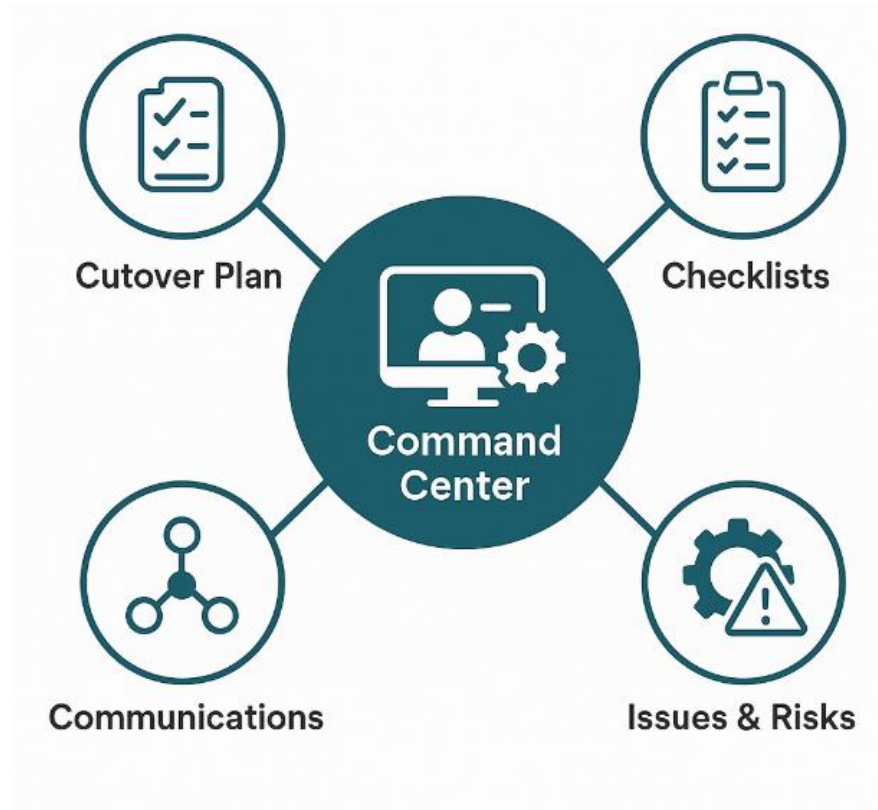 Cutover Plan
Checklists
Command
Center
Communications
Issues & Risks